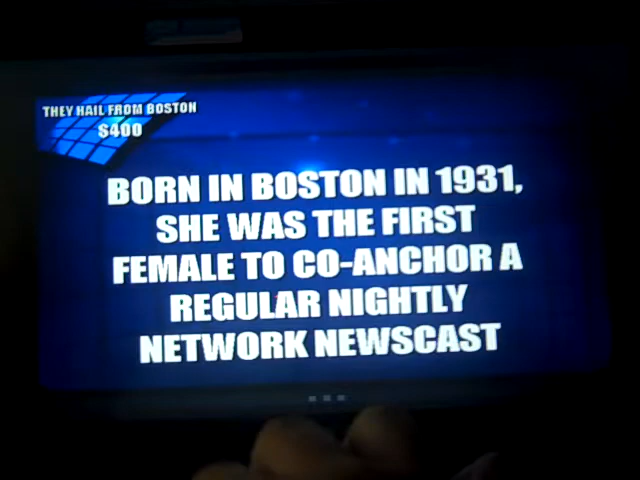 THEY HAIL FROM BOSTON
$400
BORN IN BOSTON IN 1931,
SHE WAS THE FIRST
FEMALE TO CO-ANCHOR A
REGULAR NIGHTLY
NETWORK NEWSCAST